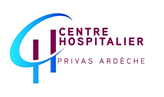 CENTRE
HOSPITALIER
PRIVAS ARDÈCHE